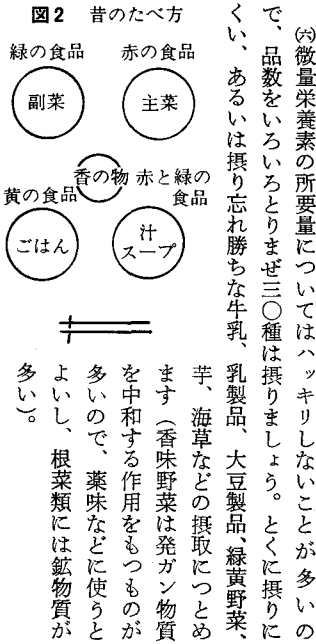 ㈥微量栄養素の所要量についてはハッキリしないことが多いの
で、品数をいろいろとりまぜ三〇種は摂りましょう。とくに摂りに
くい、あるいは摂り忘れ勝ちな牛乳、乳製品、大豆製品、緑黄野菜、
芋、海草などの摂取につとめ
ます（香味野菜は発ガン物質
を中和する作用をもつものが
多いので、薬味などに使うと
よいし、根菜類には鉱物質が
多い）。
図2 昔のたべ方
緑の食品
赤の食品
副菜
主菜
香の物
黄の食品
赤と緑の
食品
ごはん
汁
スープ